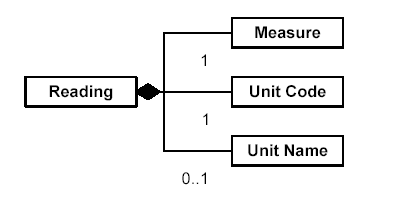 Measure
1
Reading
Unit Code
1
Unit Name
0..1